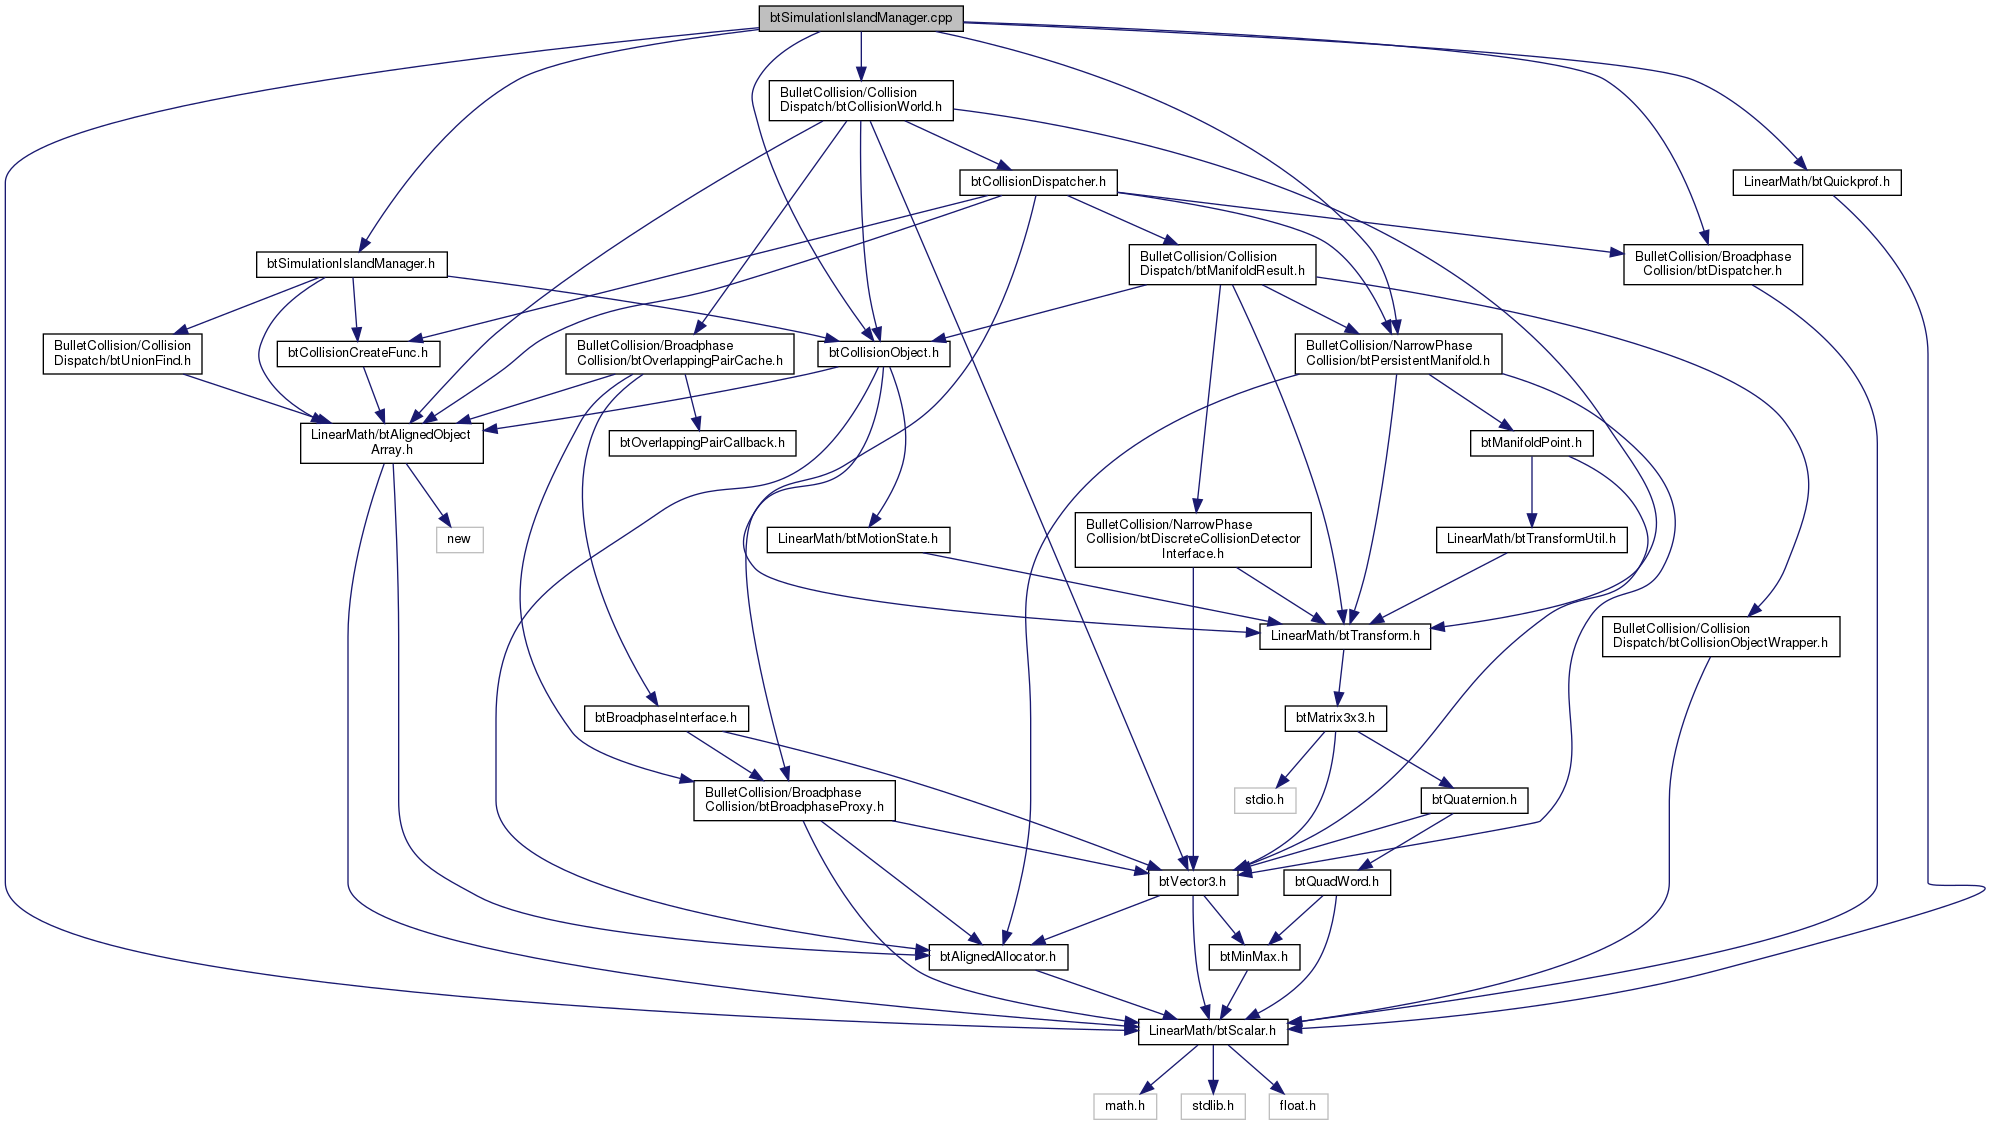 btSimulationIslandManager.cpp
BulletCollision/Collision
Dispatch/btCollisionWorld.h
btCollisionDispatcher.h
LinearMath/btQuickprof.h
btSimulationIslandManager.h
BulletCollision/Collision
Dispatch/btManifoldResult.h
BulletCollision/Broadphase
Collision/btDispatcher.h
BulletCollision/Collision
Dispatch/btUnionFind.h
btCollisionCreateFunc.h
BulletCollision/Broadphase
Collision/btOverlappingPairCache.h
btCollisionObject.h
BulletCollision/NarrowPhase
Collision/btPersistentManifold.h
LinearMath/btAlignedObject
Array.h
btOverlappingPairCallback.h
btManifoldPoint.h
new
LinearMath/btMotionState.h
BulletCollision/NarrowPhase
Collision/btDiscreteCollisionDetector
Interface.h
LinearMath/btTransformUtil.h
LinearMath/btTransform.h
BulletCollision/Collision
Dispatch/btCollisionObjectWrapper.h
btBroadphaseInterface.h
btMatrix3x3.h
BulletCollision/Broadphase
Collision/btBroadphaseProxy.h
stdio.h
btQuaternion.h
btVector3.h
btQuadWord.h
btAlignedAllocator.h
btMinMax.h
LinearMath/btScalar.h
math.h
stdlib.h
float.h